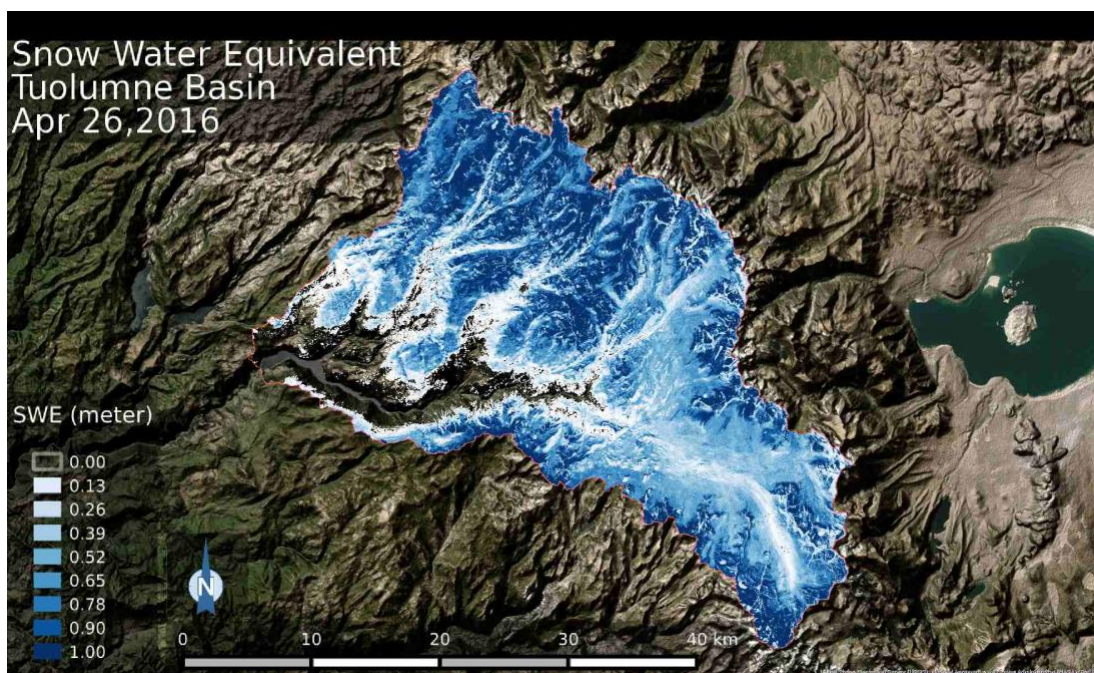 Snow Water Equivalent
Tuolumne Basin
Apr 26,2016
SWE (meter)
0.00
0.13
0.26
0.39
0.52
0.65
0.78
0.90
1.00
N
0 10 20 30 40 km